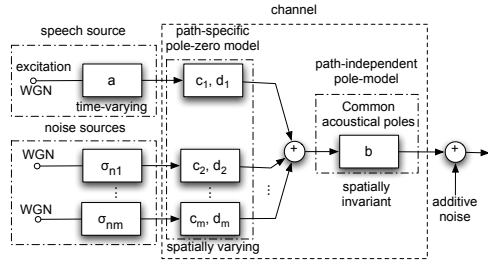 channel
speech source
path-specific
pole-zero model
path-independent
pole-model
excitation
WGN
a
time-varying
c1, d1
Common
acoustical poles
noise sources
WGN
σn1
c2, d2
+
b
+
⋮
⋮
⋮
spatially
invariant
additive
noise
WGN
σnm
cm, dm
spatially varying